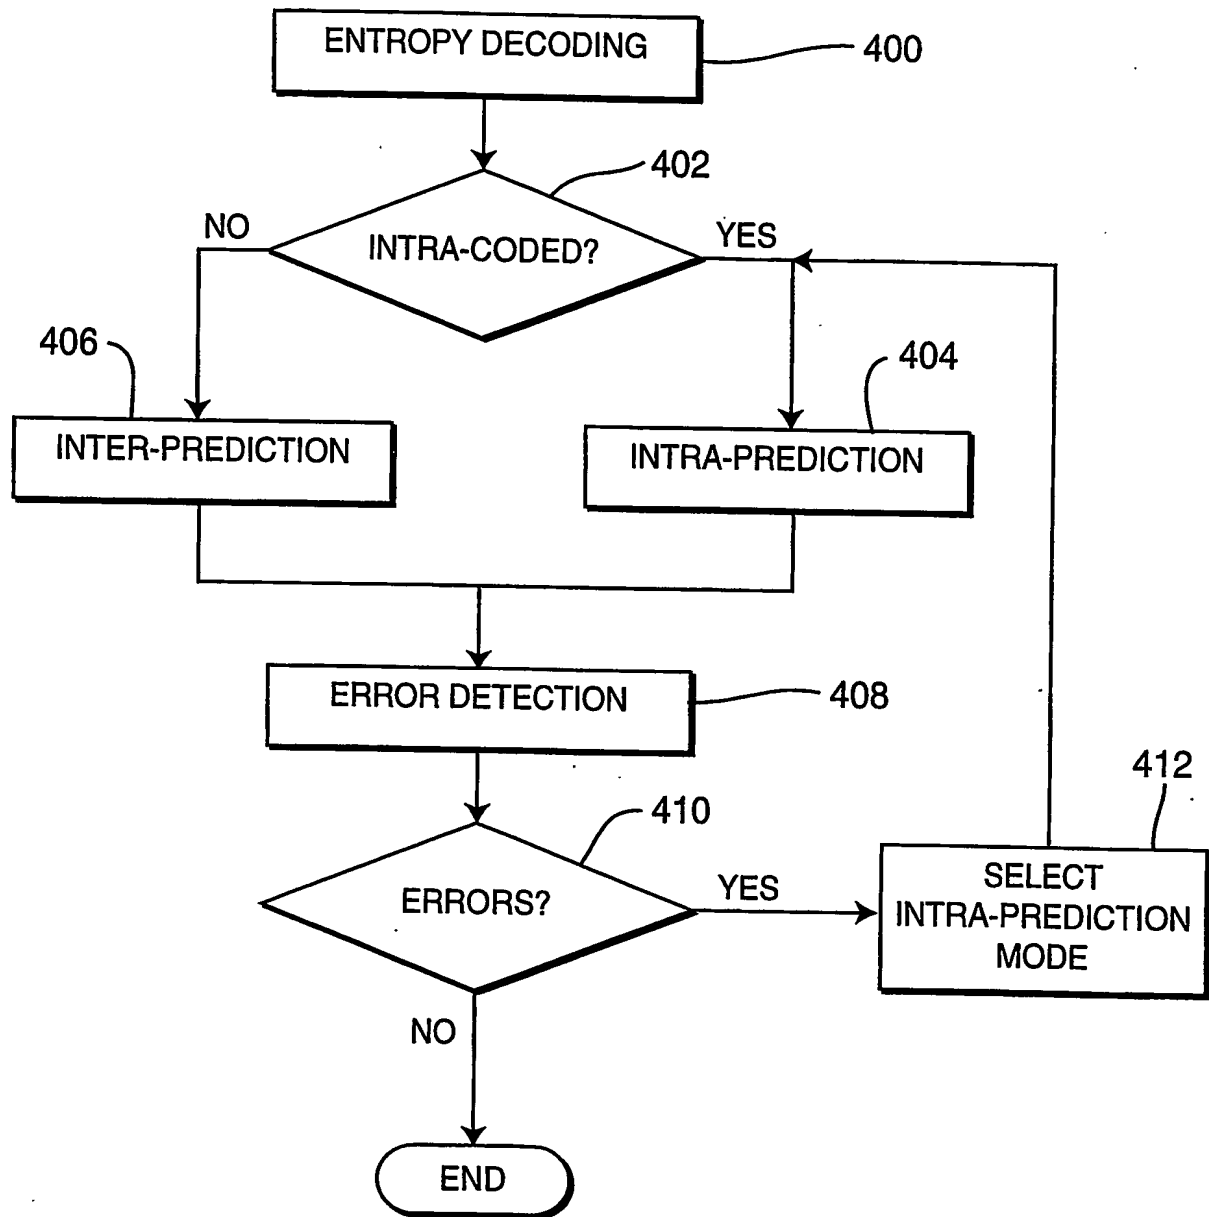 ENTROPY DECODING
400
402
NO
INTRA-CODED?
YES
406
404
INTER-PREDICTION
INTRA-PREDICTION
ERROR DETECTION
408
412
410
ERRORS?
YES
SELECT
INTRA-PREDICTION
MODE
NO
END